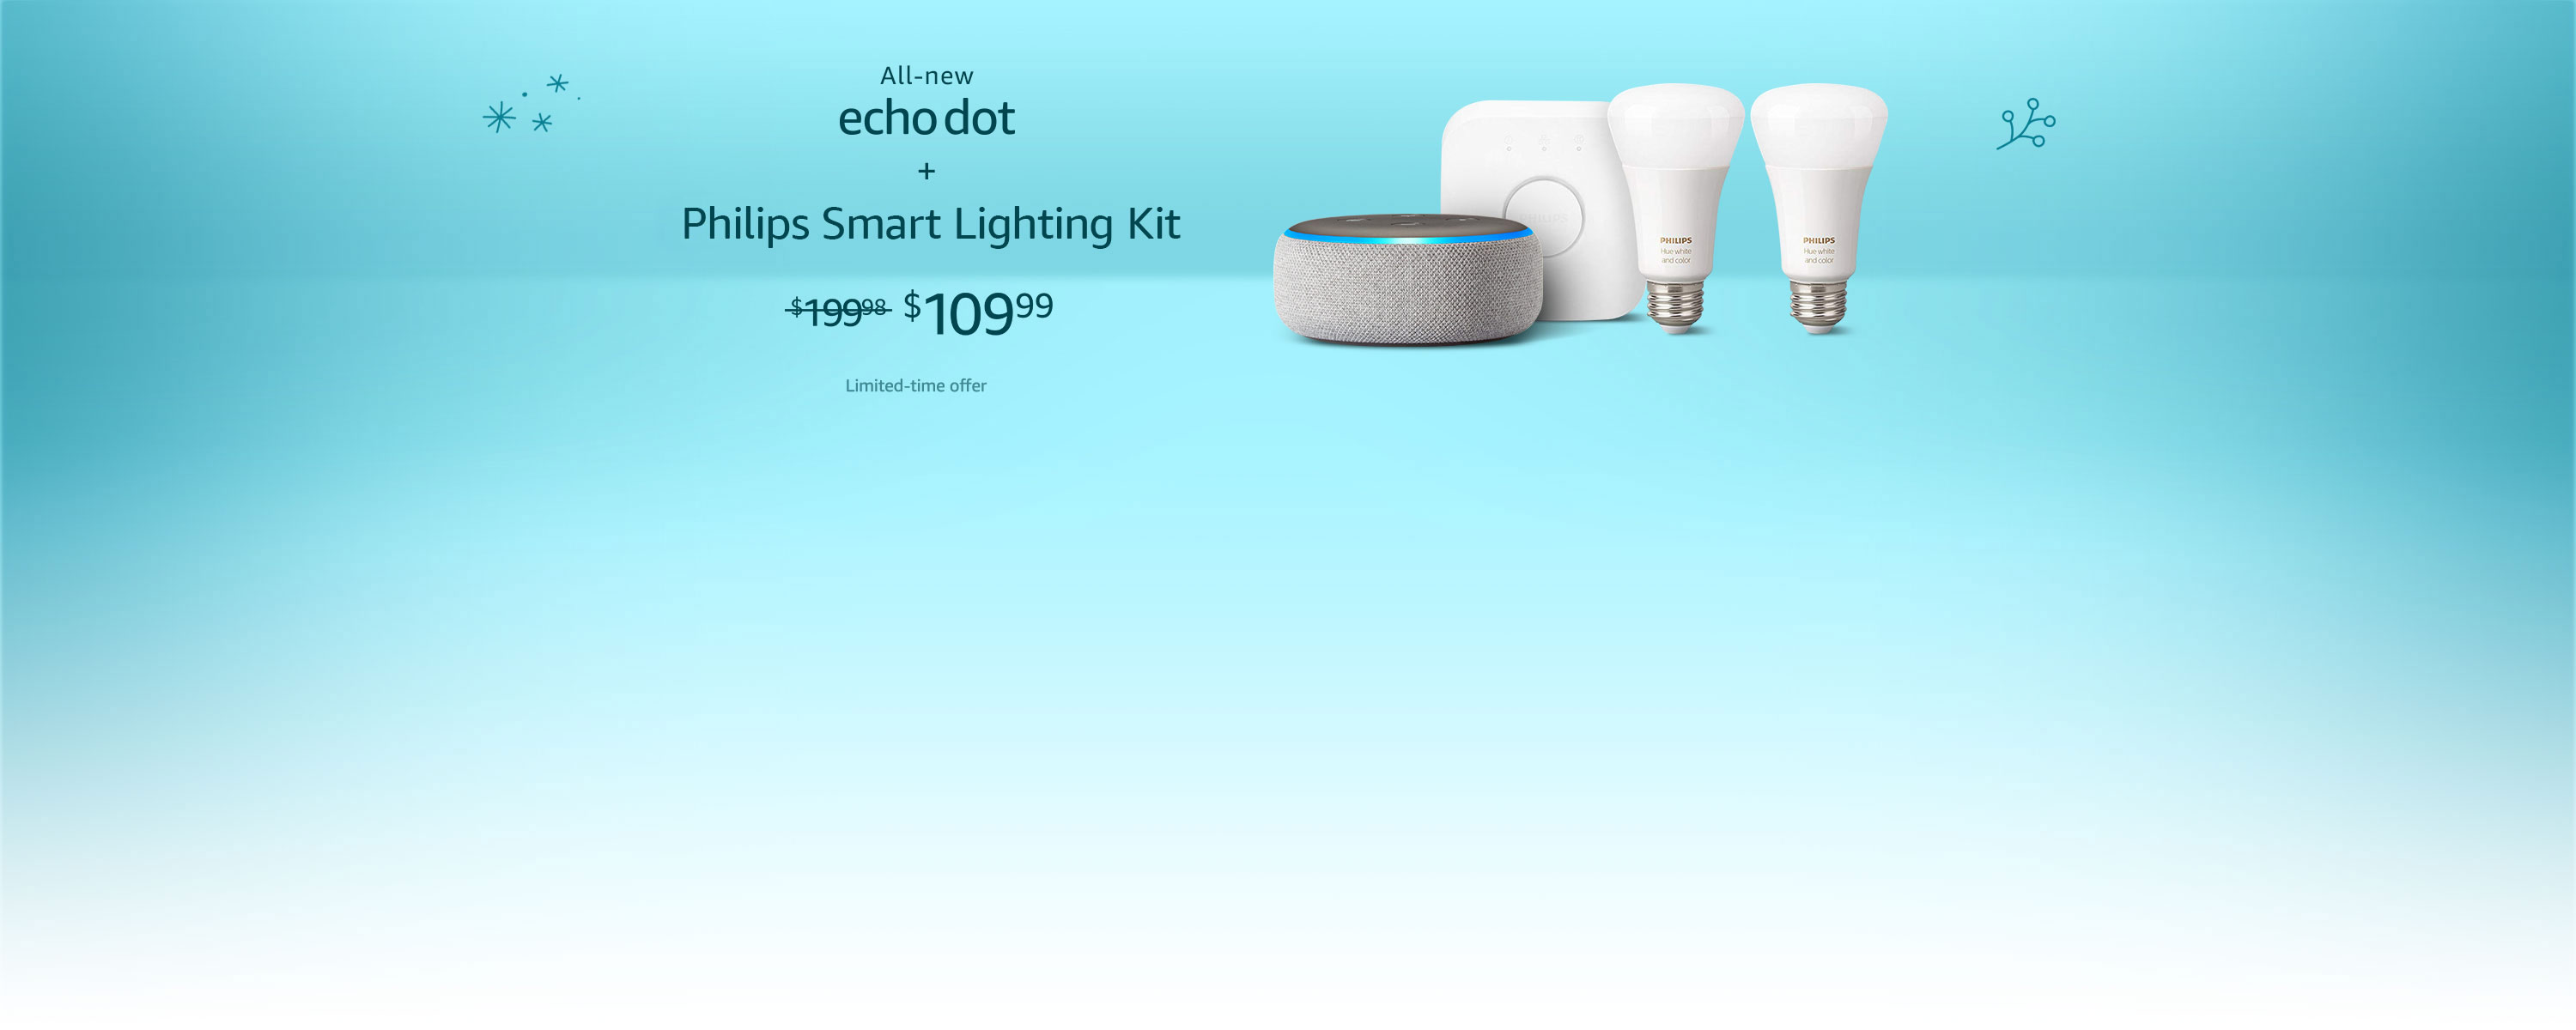 All-new
echo dot
+
Philips Smart Lighting Kit
$199.98 $109.99
Limited-time offer
PHILIPS
PHILIPS
Hue white
and color
PHILIPS
Hue white
and color